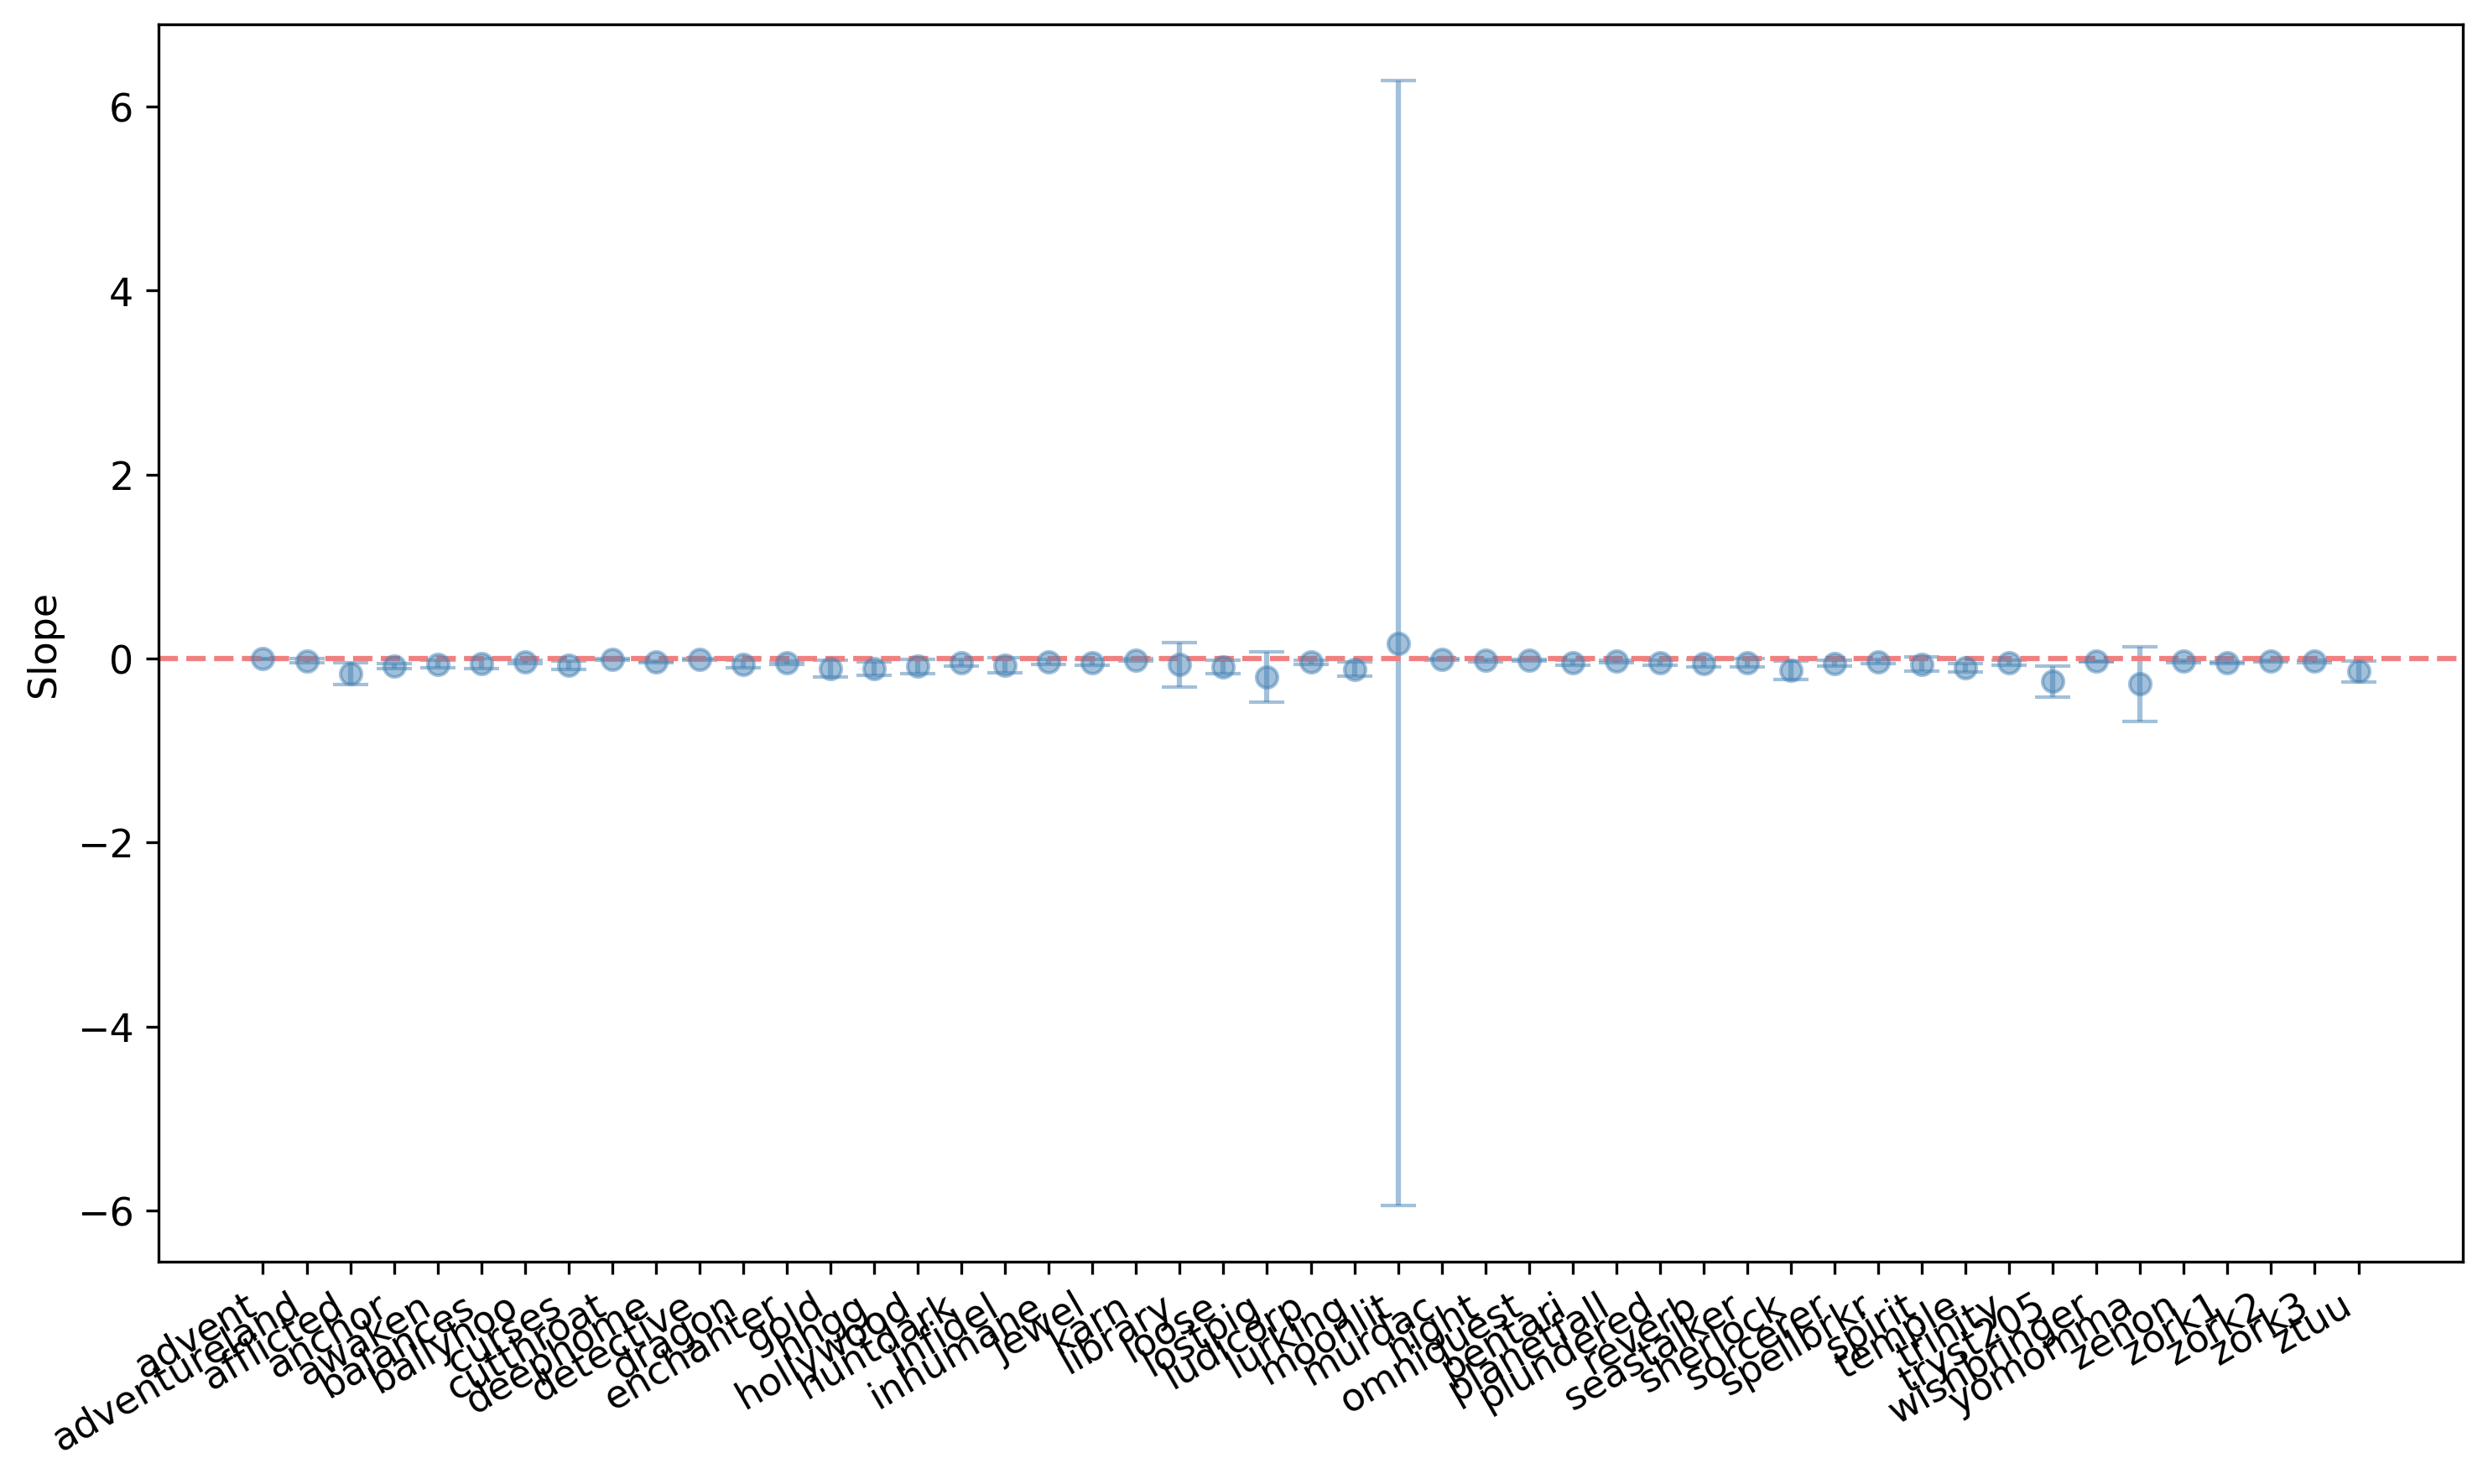 6
4
2
0
−2
−4
−6
Slope
advent
adventureland
afflicted
anchor
awaken
balances
ballyhoo
curses
cutthroat
deephome
detective
dragon
enchanter
gold
hhgg
hollywood
huntdark
infidel
inhumane
jewel
karn
library
loose
lostpig
ludicorp
lurking
moonlit
murdac
night
omniquest
pentari
planetfall
plundered
reverb
seastalker
sherlock
sorcerer
spellbrkr
spirit
temple
trinity
tryst205
wishbringer
yomomma
zenon
zork1
zork2
zork3
ztuu